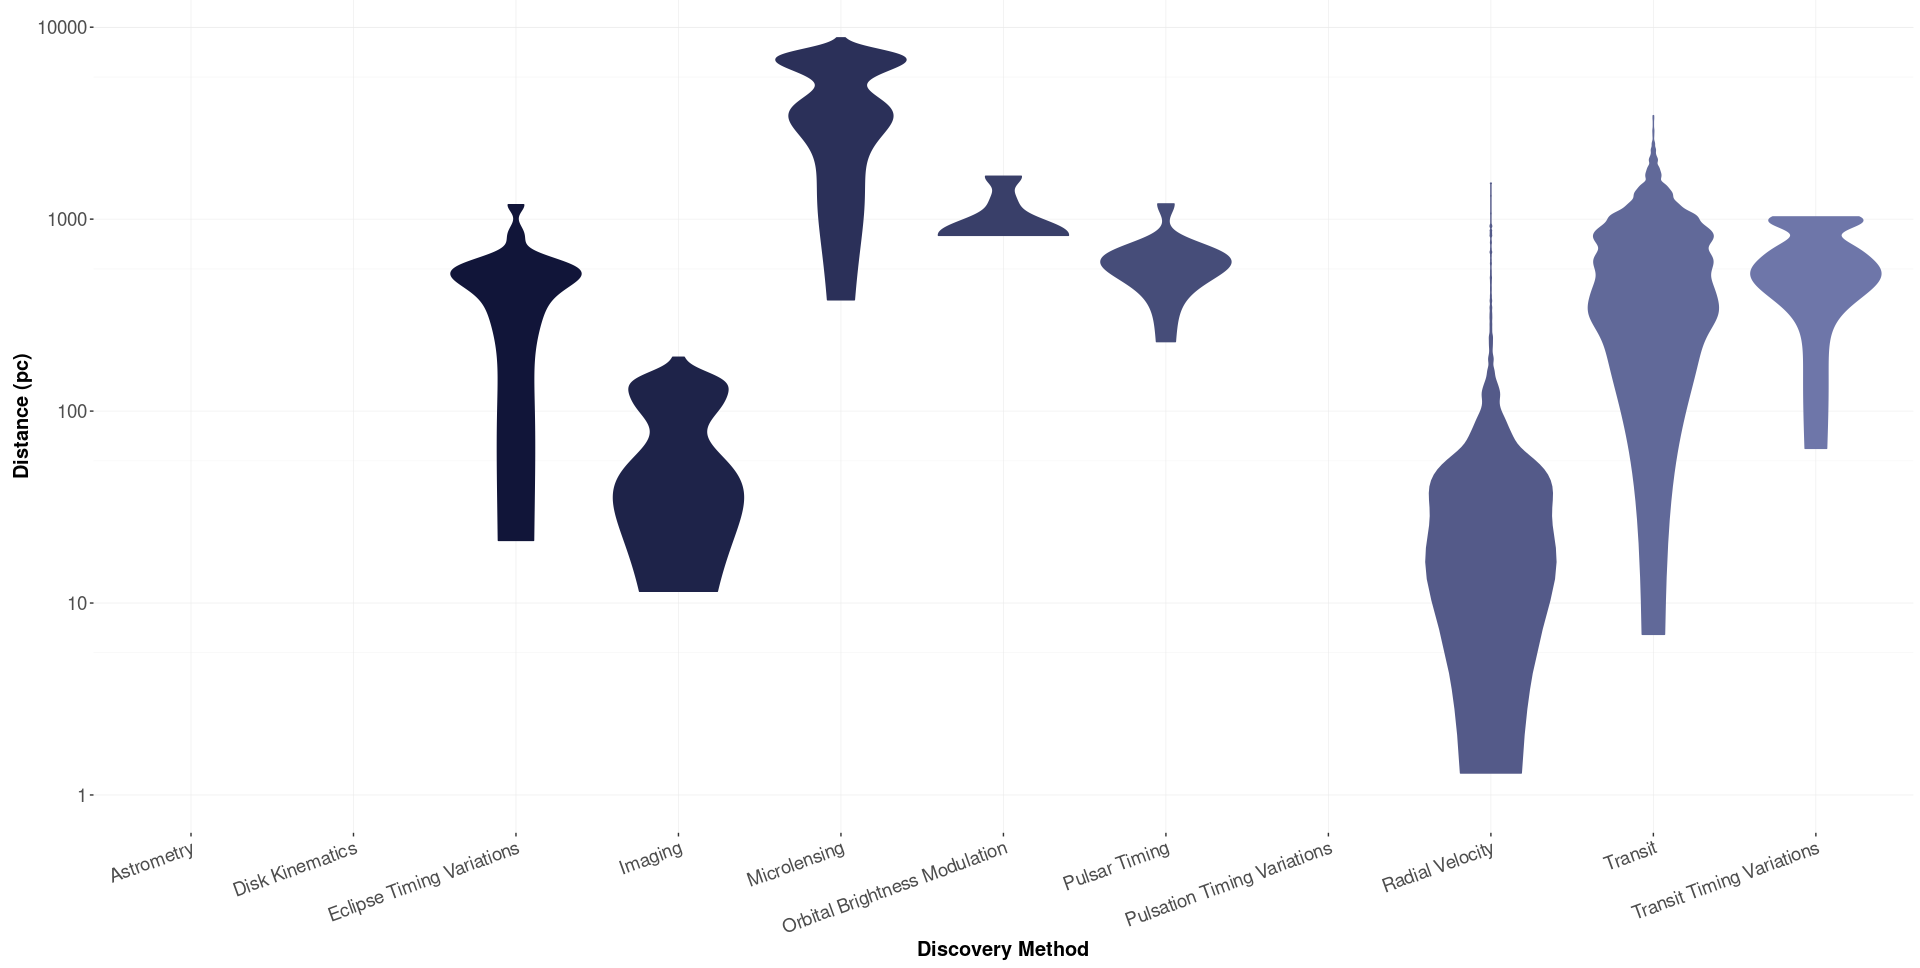 10000
1000
100
10
1
Distance (pc)
Astrometry
Disk Kinematics
Eclipse Timing Variations
Imaging
Microlensing
Orbital Brightness Modulation
Pulsar Timing
Pulsation Timing Variations
Radial Velocity
Transit
Transit Timing Variations
Discovery Method